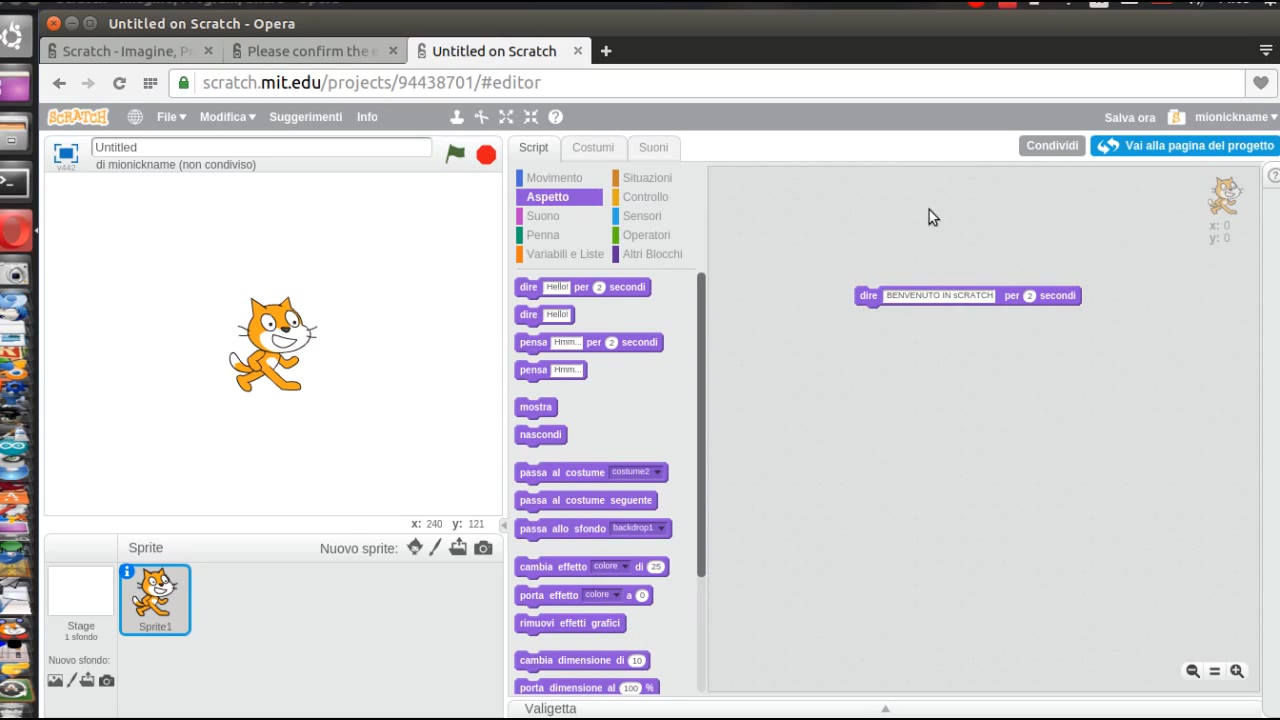 Untitled on Scratch - Opera
Scratch - Imagine, P
Please confirm the e
Untitled on Scratch
scratch.mit.edu/projects/94438701/#editor
SCRATCH File Modifica Suggerimenti Info Salva ora mionickname
Untitled
di mionickname (non condiviso)
v442
Script Costumi Suoni
Condividi Vai alla pagina del progetto
Movimento Situazioni
Aspetto Controllo
Suono Sensori
Penna Operatori
Variabili e Liste Altri Blocchi
dire Hello! per 2 secondi
dire Hello!
pensa Hmm... per 2 secondi
pensa Hmm...
mostra
nascondi
passa al costume costume2
passa al costume seguente
passa allo sfondo backdrop1
cambia effetto colore di 25
porta effetto colore a 0
rimuovi effetti grafici
cambia dimensione di 10
porta dimensione al 100 %
dire BENVENUTO IN sCRATCH per 2 secondi
x: 0
y: 0
x: 240 y: 121
Sprite Nuovo sprite:
Stage
1 sfondo
Nuovo sfondo:
Sprite1
Valigetta